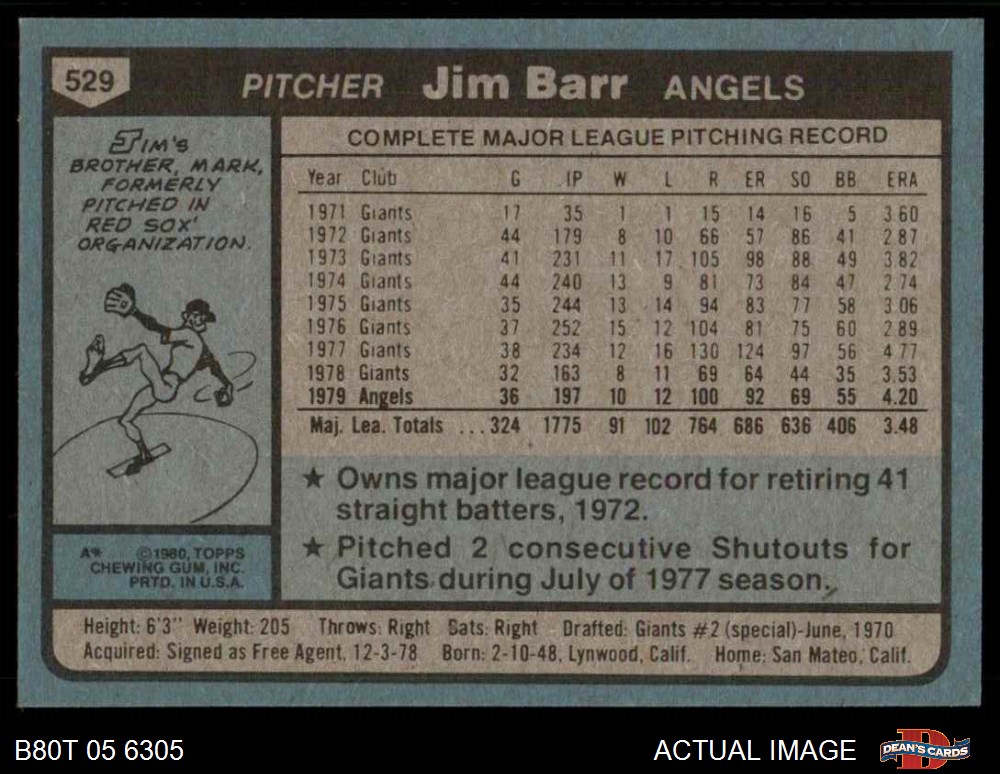 529 PITCHER Jim Barr ANGELS
JIM'S
BROTHER, MARK,
FORMERLY
PITCHED IN
RED SOX'
ORGANIZATION.
COMPLETE MAJOR LEAGUE PITCHING RECORD
Year Club G IP W L R ER SO BB ERA
1971 Giants 17 35 1 1 15 14 16 5 3.60
1972 Giants 44 179 8 10 66 57 86 41 2.87
1973 Giants 41 231 11 17 105 98 88 49 3.82
1974 Giants 44 240 13 9 81 73 84 47 2.74
1975 Giants 35 244 13 14 94 83 77 58 3.06
1976 Giants 37 252 15 12 104 81 75 60 2.89
1977 Giants 38 234 12 16 130 124 97 56 4.77
1978 Giants 32 163 8 11 69 64 44 35 3.53
1979 Angels 36 197 10 12 100 92 69 55 4.20
Maj. Lea. Totals ...324 1775 91 102 764 686 636 406 3.48
★ Owns major league record for retiring 41
straight batters, 1972.
★ Pitched 2 consecutive Shutouts for
Giants during July of 1977 season.
A* ©1980, TOPPS
CHEWING GUM, INC.
PRTD. IN U.S.A.
Height: 6'3" Weight: 205 Throws: Right Bats: Right Drafted: Giants #2 (special)-June, 1970
Acquired: Signed as Free Agent, 12-3-78 Born: 2-10-48, Lynwood, Calif. Home: San Mateo, Calif.
B80T 05 6305 ACTUAL IMAGE DEAN'S CARDS